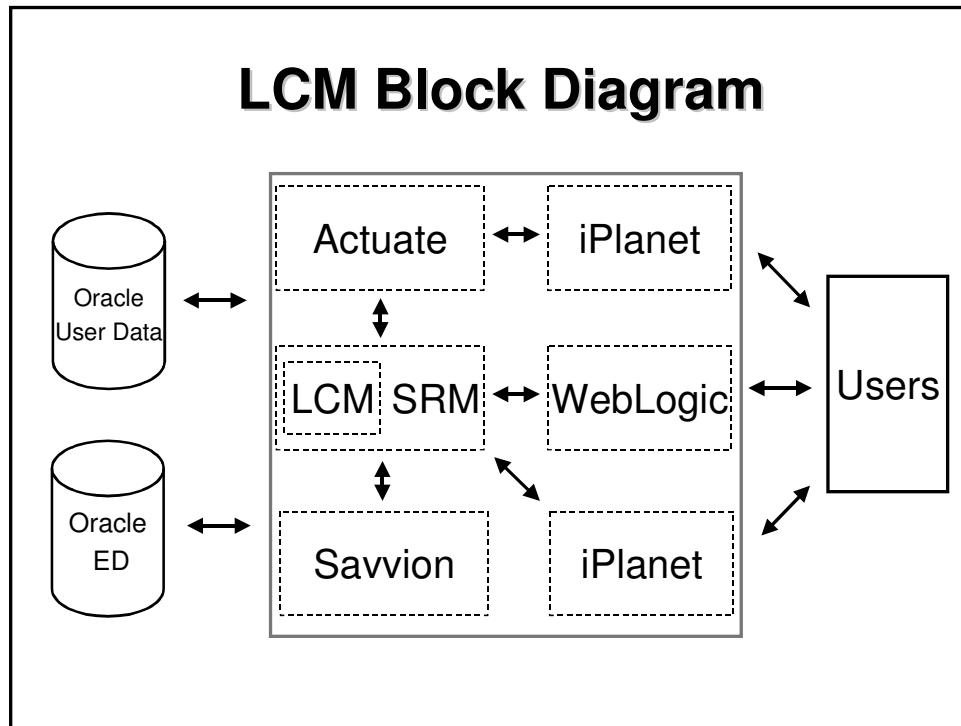 LCM Block Diagram
Actuate
iPlanet
Oracle
User Data
LCM
SRM
WebLogic
Users
Oracle
ED
Savvion
iPlanet